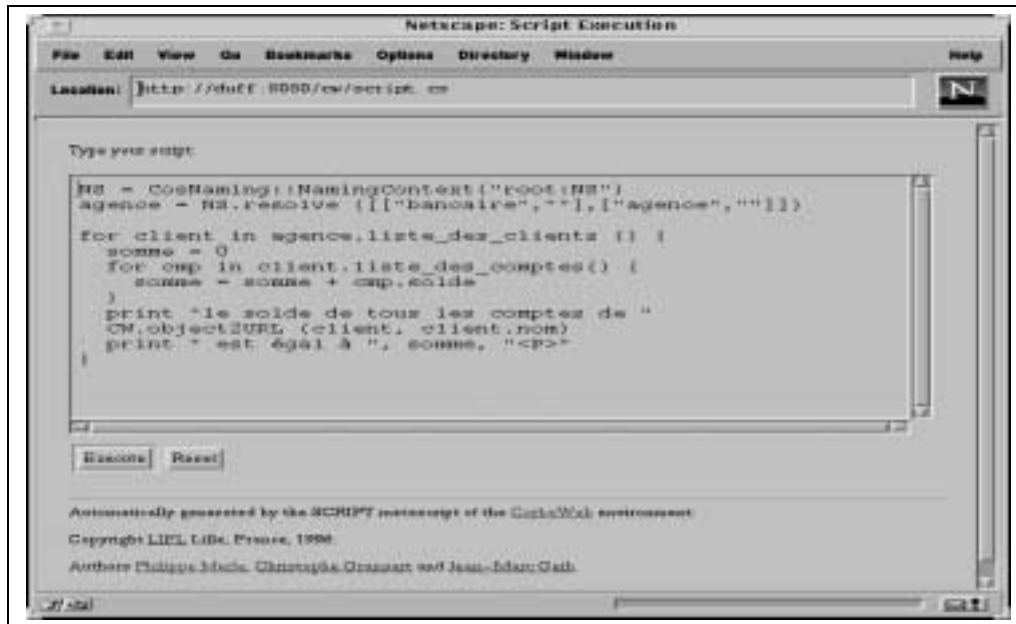 Netscape: Script Execution
File Edit View Go Bookmarks Options Directory Window Help
Location: http://duff:8080/cw/script.cs
N
Type your script
NS = CosNaming::NamingContext("root:NS")
agence = NS.resolve ([["bancaire",""],["agence",""]])
for client in agence.liste_des_clients () {
somme = 0
for cmp in client.liste_des_comptes() {
somme = somme + cmp.solde
}
print "le solde de tous les comptes de "
CW.object2URL (client, client.nom)
print " est égal à ", somme, "<P>"
}
Execute Reset
Automatically generated by the SCRIPT metascript of the CorbaWeb environment
Copyright LIFL, Lille, France, 1996
Authors Philippe Merle, Christophe Gransart and Jean-Marc Geib